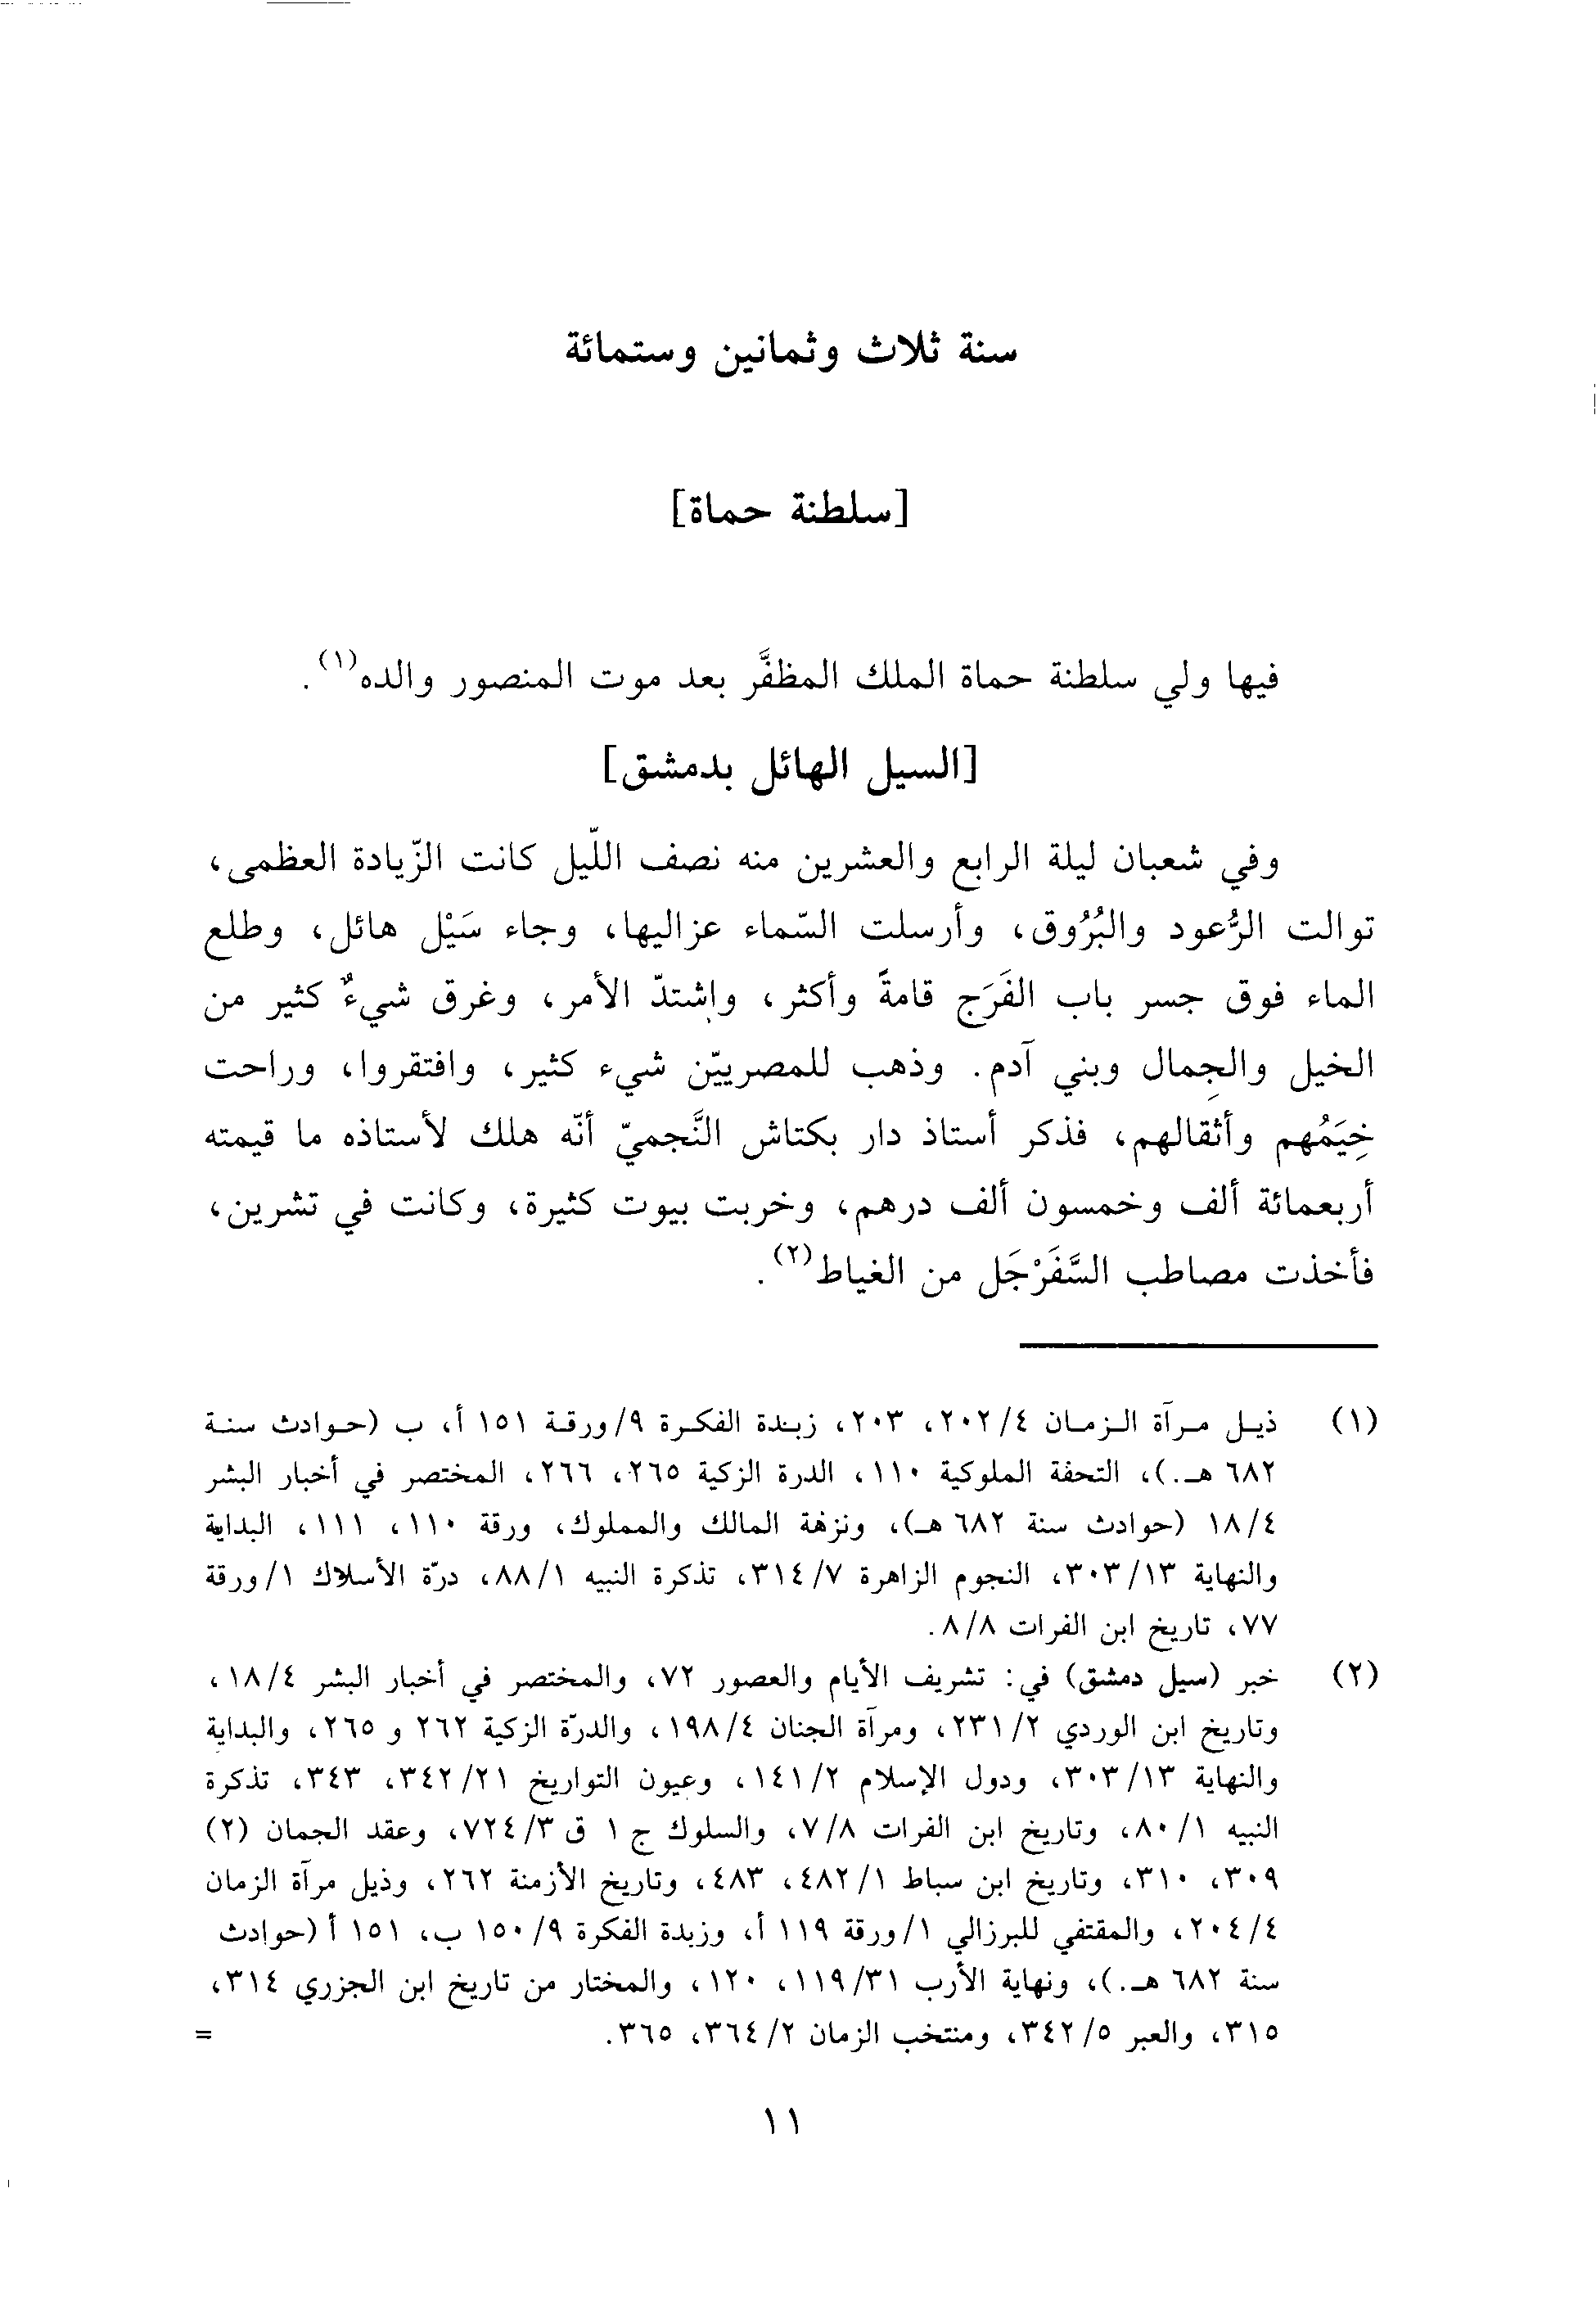 سنة ثلاث وثمانين وستمائة
[سلطنة حماة]
فيها ولي سلطنة حماة الملك المظفَّر بعد موت المنصور والده(١).
[السيل الهائل بدمشق]
وفي شعبان ليلة الرابع والعشرين منه نصف اللّيل كانت الزّيادة العظمى،
توالت الرُّعود والبُرُوق، وأرسلت السّماء عزاليها، وجاء سَيْل هائل، وطلع
الماء فوق جسر باب الفَرَج قامةً وأكثر، واشتدّ الأمر، وغرق شيءٌ كثير من
الخيل والجِمال وبني آدم. وذهب للمصرييّن شيء كثير، وافتقروا، وراحت
خِيَمُهم وأثقالهم، فذكر أستاذ دار بكتاش النَّجميّ أنّه هلك لأستاذه ما قيمته
أربعمائة ألف وخمسون ألف درهم، وخربت بيوت كثيرة، وكانت في تشرين،
فأخذت مصاطب السَّفَرْجَل من الغياط(٢).
(١) ذيـل مـرآة الـزمـان ٢٠٢/٤، ٢٠٣، زبـدة الفكـرة ٩/ورقـة ١٥١ أ، ب (حـوادث سنـة
٦٨٢ هـ.)، التحفة الملوكية ١١٠، الدرة الزكية ٢٦٥، ٢٦٦، المختصر في أخبار البشر
١٨/٤ (حوادث سنة ٦٨٢ هـ)، ونزهة المالك والمملوك، ورقة ١١٠، ١١١، البداية
والنهاية ٣٠٣/١٣، النجوم الزاهرة ٣١٤/٧، تذكرة النبيه ٨٨/١، درّة الأسلاك ١/ورقة
٧٧، تاريخ ابن الفرات ٨/٨.
(٢) خبر (سيل دمشق) في: تشريف الأيام والعصور ٧٢، والمختصر في أخبار البشر ١٨/٤،
وتاريخ ابن الوردي ٢٣١/٢، ومرآة الجنان ١٩٨/٤، والدرّة الزكية ٢٦٢ و ٢٦٥، والبداية
والنهاية ٣٠٣/١٣، ودول الإسلام ١٤١/٢، وعيون التواريخ ٣٤٢/٢١، ٣٤٣، تذكرة
النبيه ٨٠/١، وتاريخ ابن الفرات ٧/٨، والسلوك ج ١ ق ٧٢٤/٣، وعقد الجمان (٢)
٣٠٩، ٣١٠، وتاريخ ابن سباط ٤٨٢/١، ٤٨٣، وتاريخ الأزمنة ٢٦٢، وذيل مرآة الزمان
٢٠٤/٤، والمقتفي للبرزالي ١/ورقة ١١٩ أ، وزبدة الفكرة ١٥٠/٩ ب، ١٥١ أ (حوادث
سنة ٦٨٢ هـ.)، ونهاية الأرب ١١٩/٣١، ١٢٠، والمختار من تاريخ ابن الجزري ٣١٤،
٣١٥، والعبر ٣٤٢/٥، ومنتخب الزمان ٣٦٤/٢، ٣٦٥. =
١١